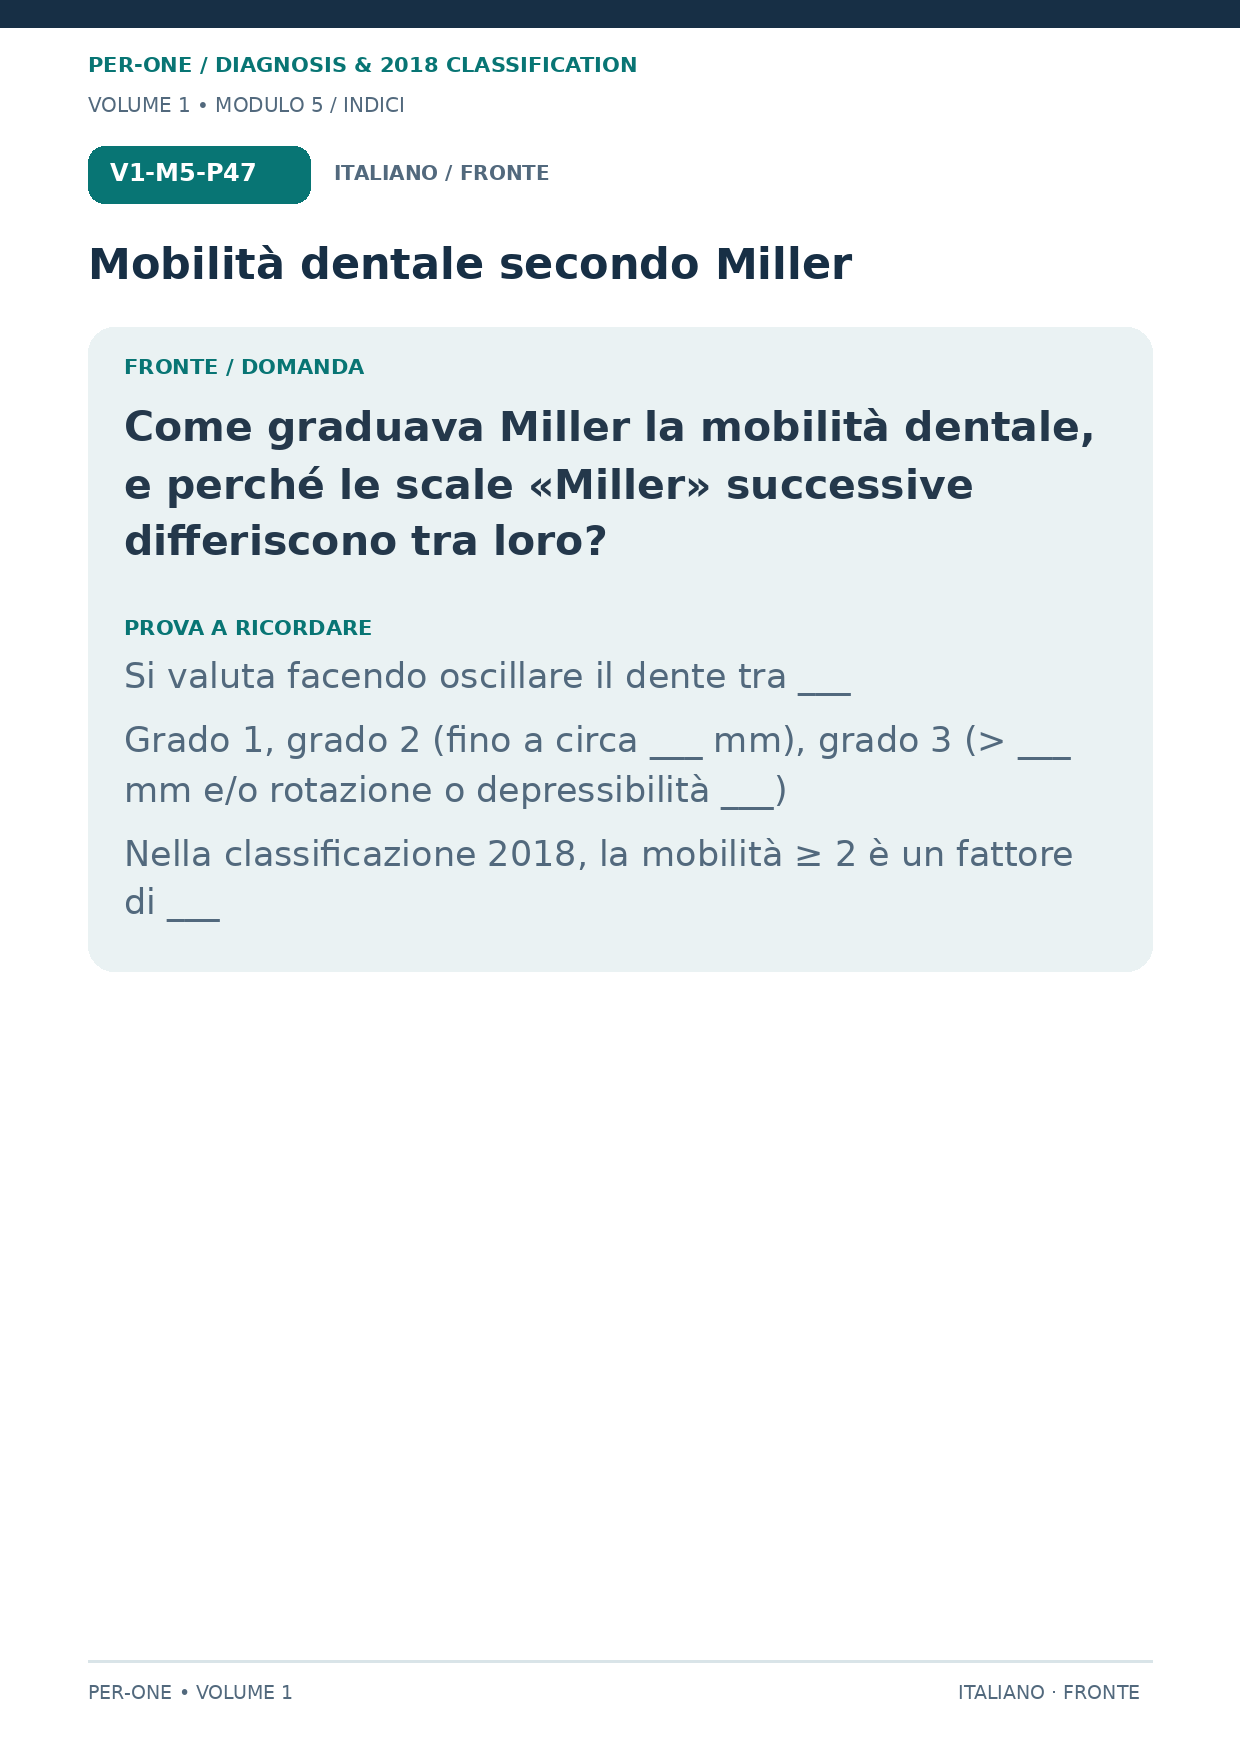 PER-ONE / DIAGNOSIS & 2018 CLASSIFICATION
VOLUME 1 • MODULO 5 / INDICI
V1-M5-P47
ITALIANO / FRONTE
Mobilità dentale secondo Miller
FRONTE / DOMANDA
Come graduava Miller la mobilità dentale,
e perché le scale «Miller» successive
differiscono tra loro?
PROVA A RICORDARE
Si valuta facendo oscillare il dente tra ___
Grado 1, grado 2 (fino a circa ___ mm), grado 3 (> ___
mm e/o rotazione o depressibilità ___)
Nella classificazione 2018, la mobilità ≥ 2 è un fattore
di ___
PER-ONE • VOLUME 1
ITALIANO · FRONTE